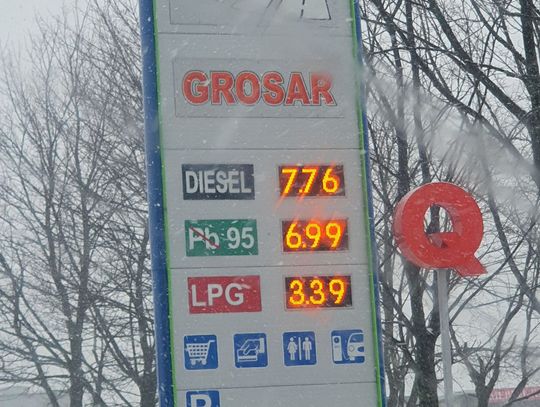 GROSAR
DIESEL 7.76
Pb 95 6.99
LPG 3.39
P
Q